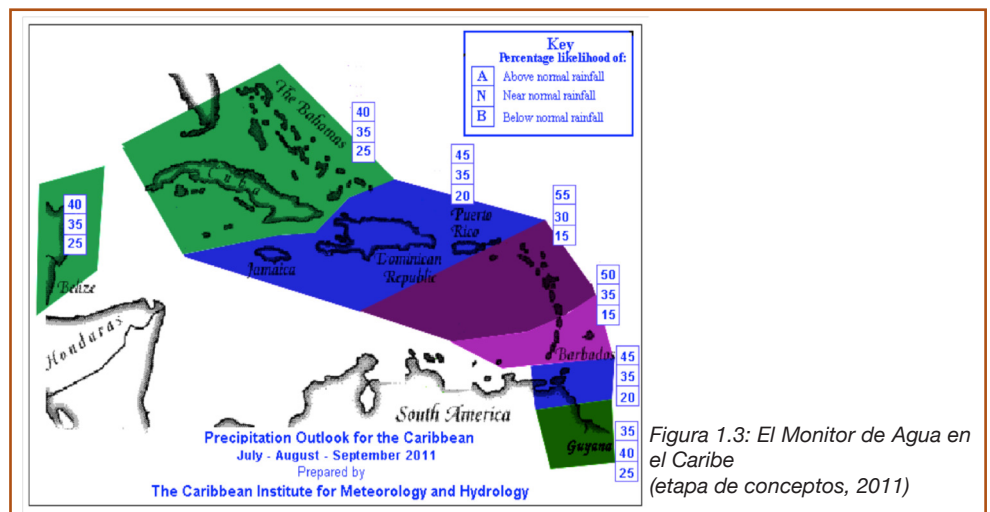 Key
Percentage likelihood of:
A Above normal rainfall
N Near normal rainfall
B Below normal rainfall
The Bahamas
40
35
25
45
35
20
55
30
15
Cuba
40
35
25
Puerto
Rico
Jamaica
Dominican
Republic
50
35
15
Belize
Honduras
Barbados
45
35
20
South America
Guyana
35
40
25
Precipitation Outlook for the Caribbean
July - August - September 2011
Prepared by
The Caribbean Institute for Meteorology and Hydrology
Figura 1.3: El Monitor de Agua en
el Caribe
(etapa de conceptos, 2011)